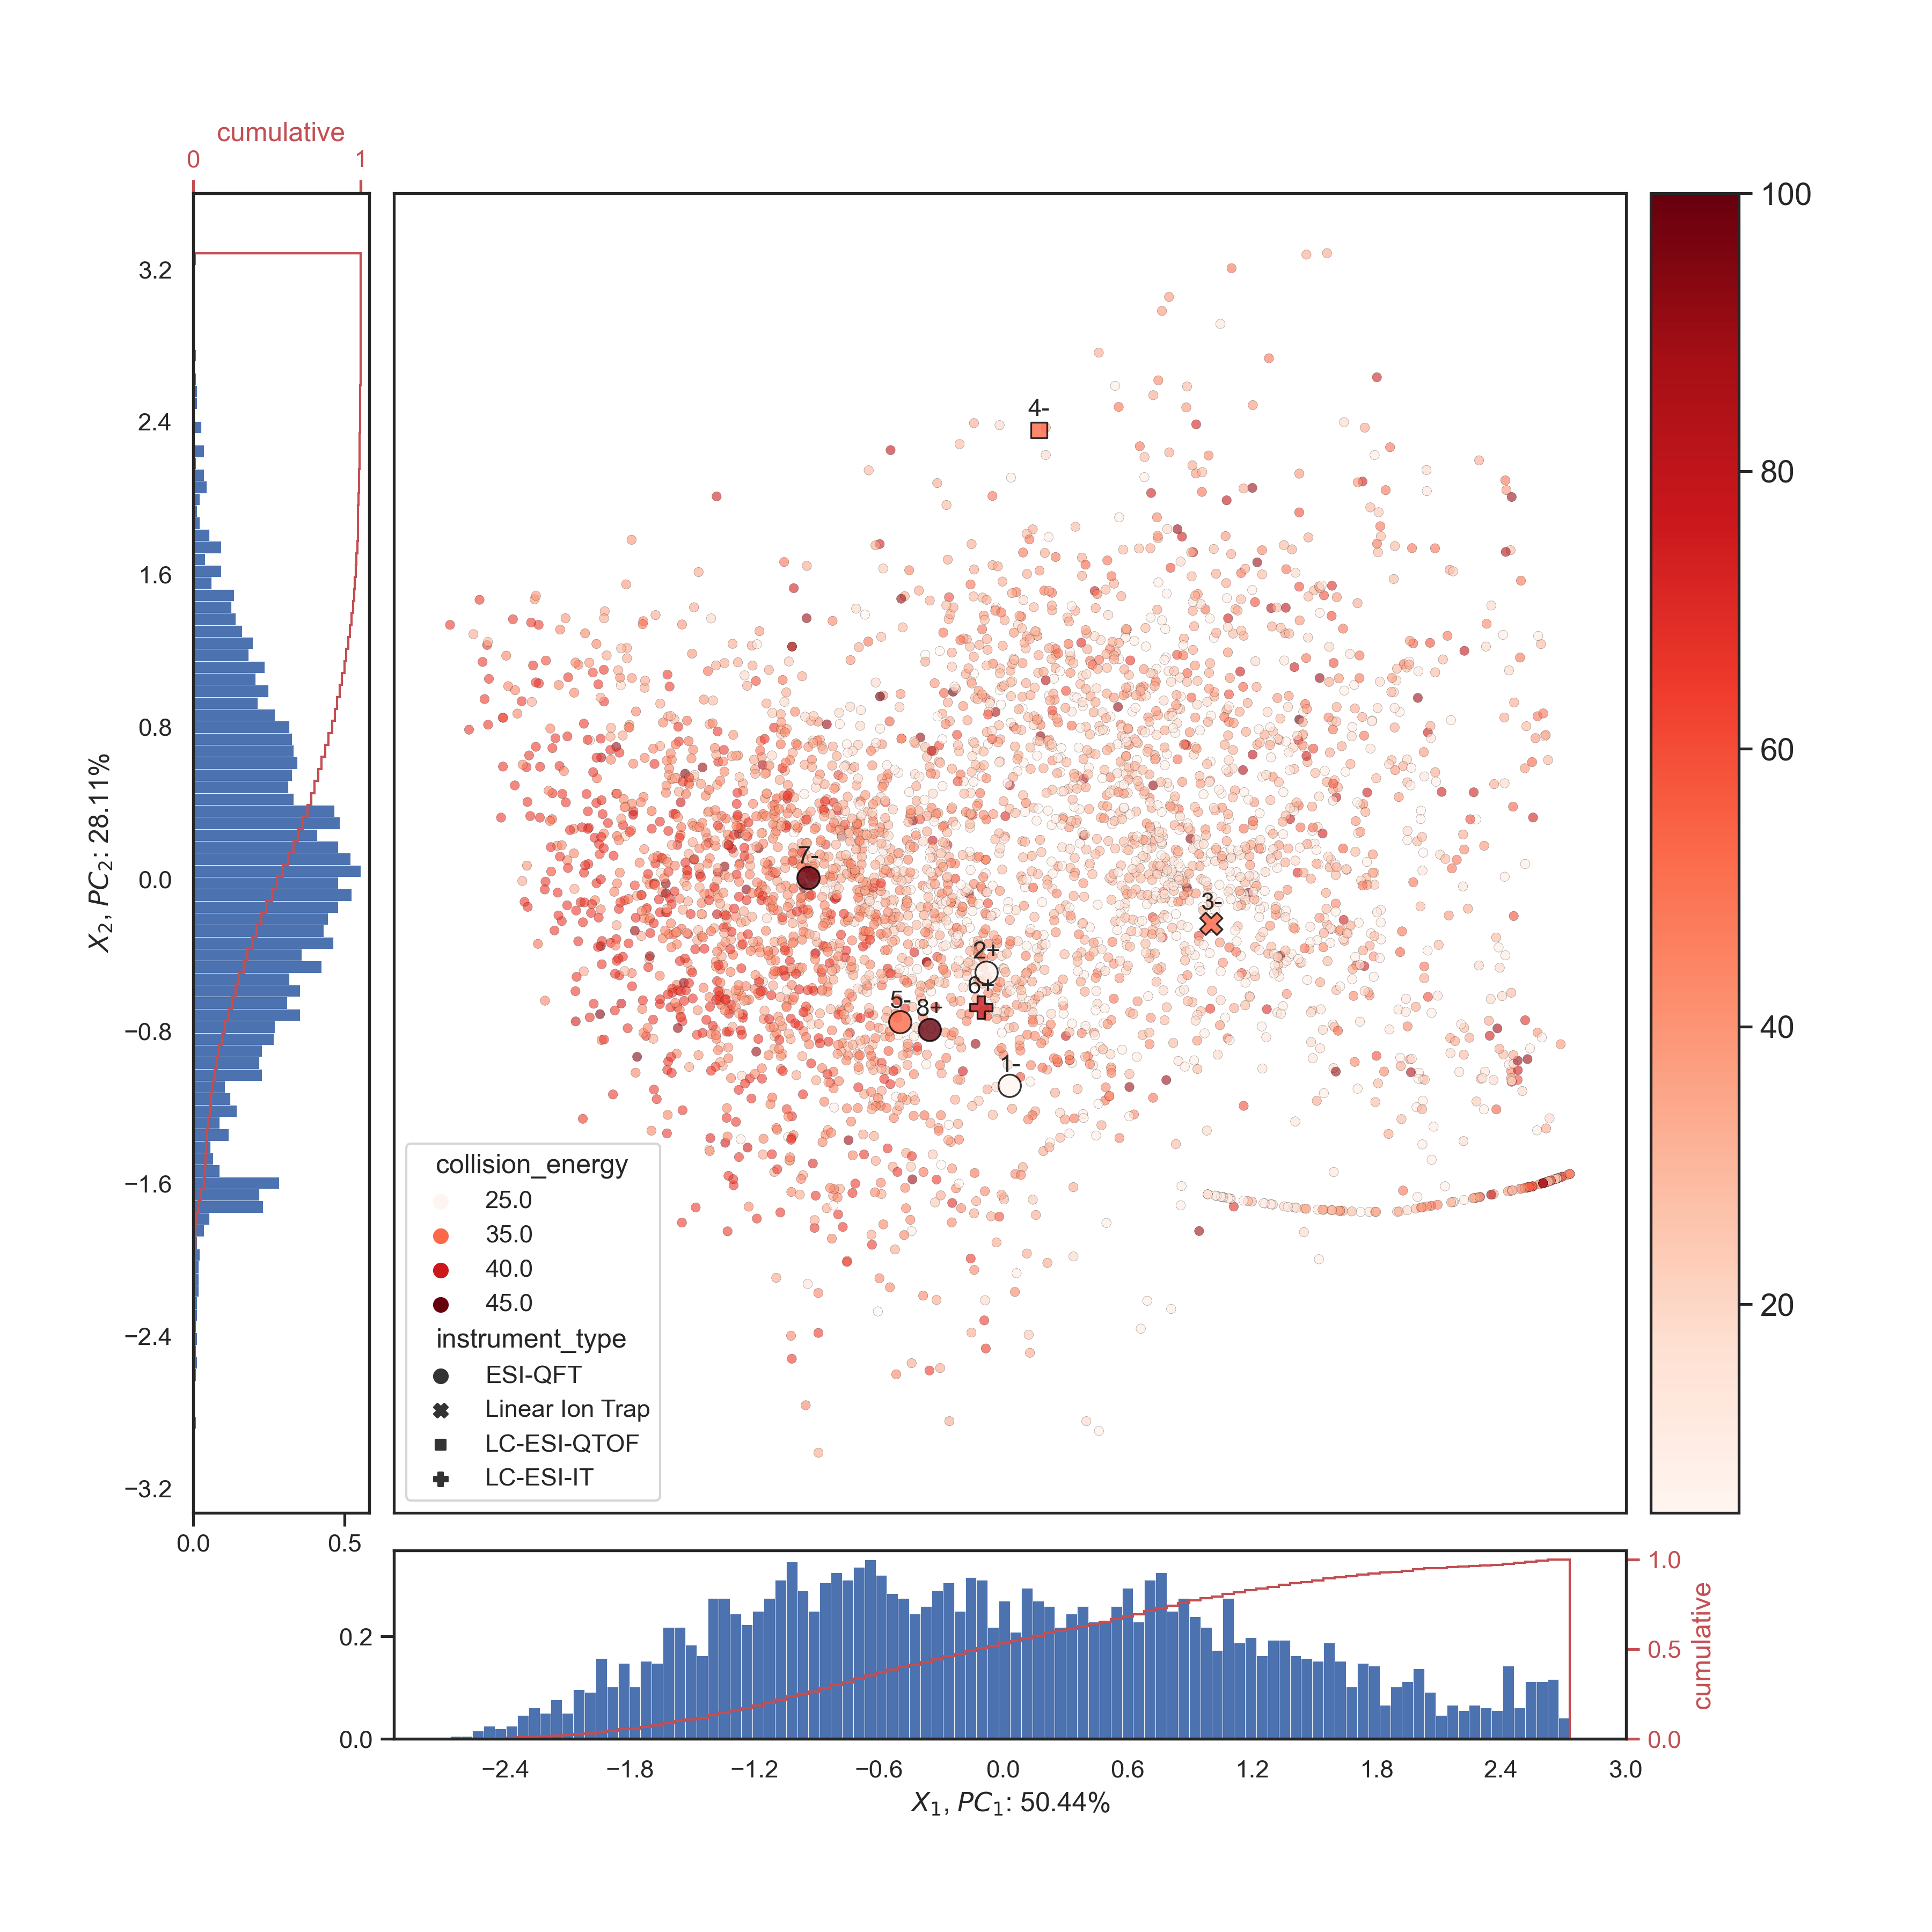 cumulative
0 1
3.2
2.4
1.6
0.8
0.0
−0.8
−1.6
−2.4
−3.2
X2, PC2: 28.11%
0.0 0.5
4-
7-
3-
2+
6+
5- 8+
1-
collision_energy
25.0
35.0
40.0
45.0
instrument_type
ESI-QFT
Linear Ion Trap
LC-ESI-QTOF
LC-ESI-IT
100
80
60
40
20
0.2
0.0
1.0
0.5
0.0
cumulative
−2.4 −1.8 −1.2 −0.6 0.0 0.6 1.2 1.8 2.4 3.0
X1, PC1: 50.44%